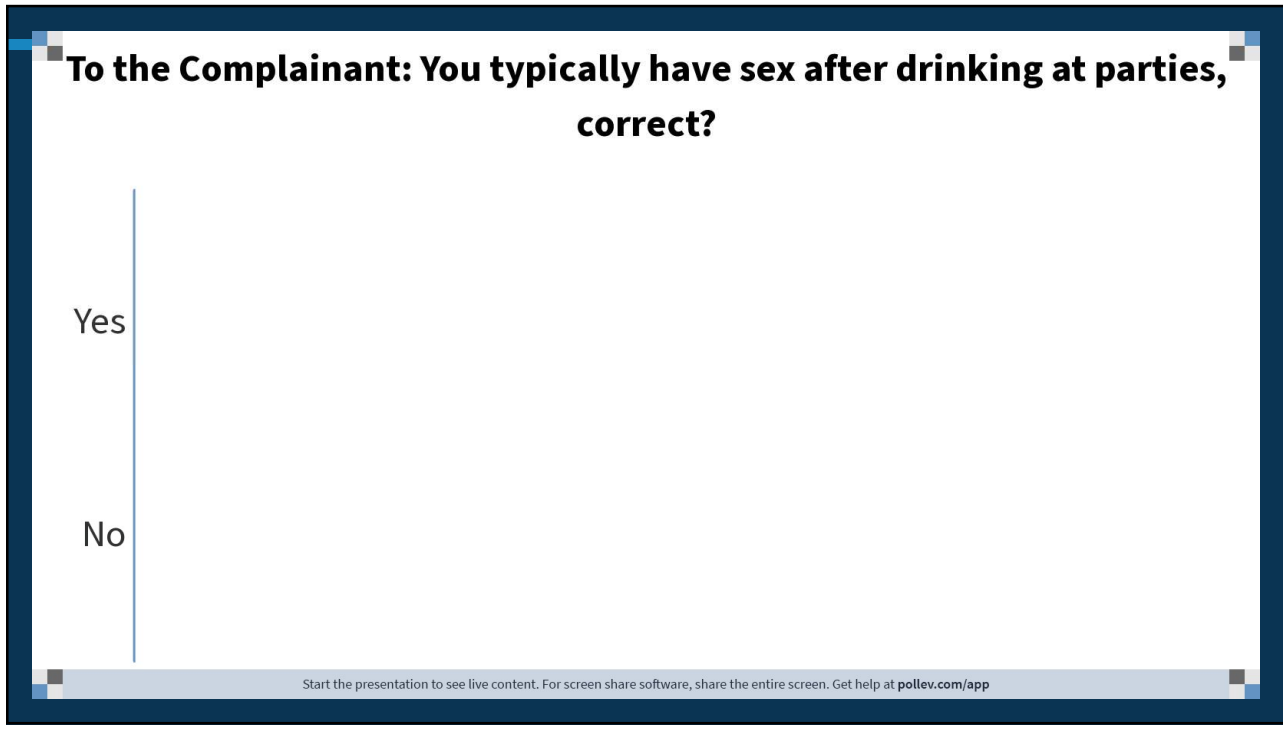 To the Complainant: You typically have sex after drinking at parties,
correct?
Yes
No
Start the presentation to see live content. For screen share software, share the entire screen. Get help at pollev.com/app